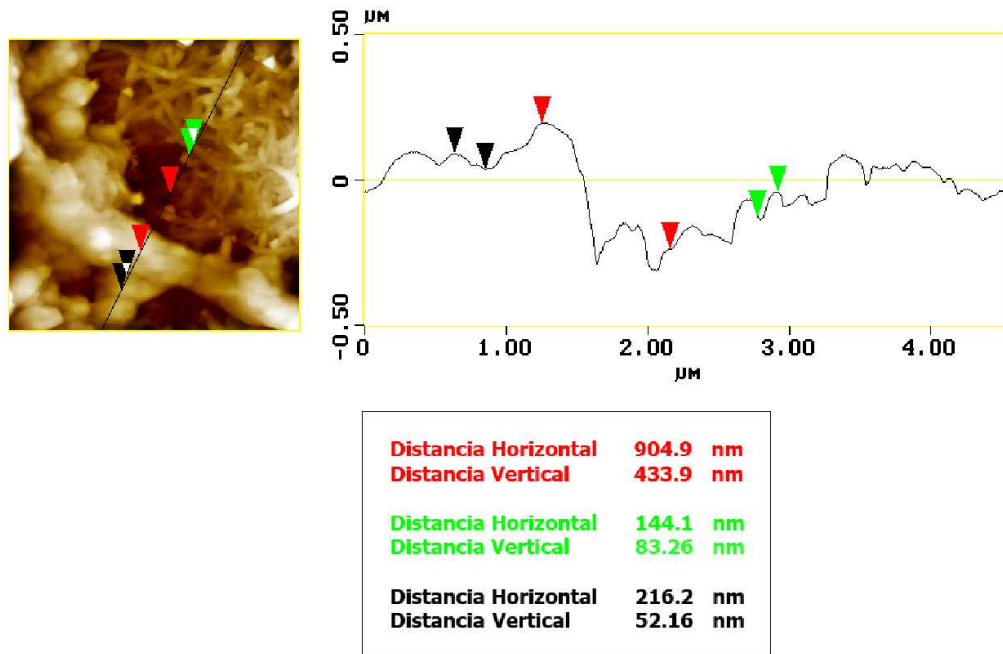 µM
0.50
0
-0.50
0 1.00 2.00 3.00 4.00
µM
Distancia Horizontal 904.9 nm
Distancia Vertical 433.9 nm
Distancia Horizontal 144.1 nm
Distancia Vertical 83.26 nm
Distancia Horizontal 216.2 nm
Distancia Vertical 52.16 nm